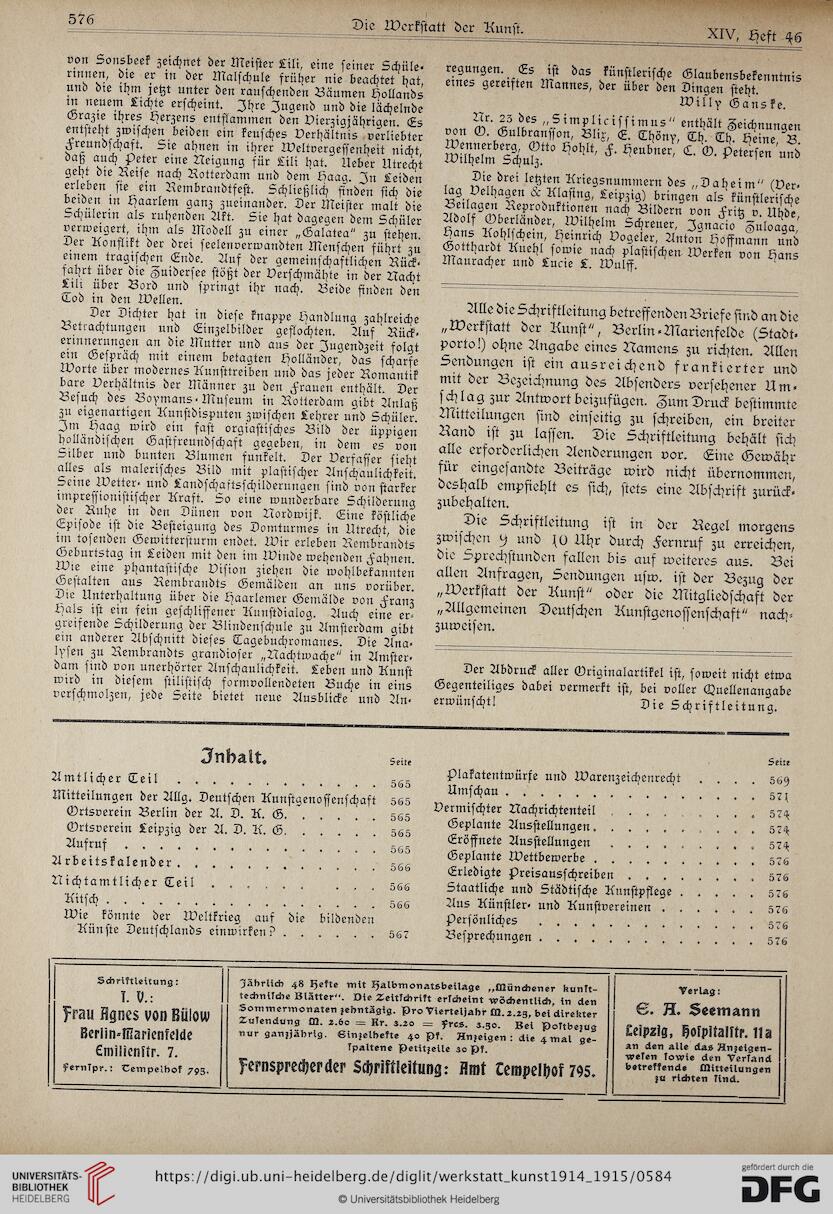 576
Die Werkstatt der Kunst.
XIV, Heft 46
von Sonsbeek zeichnet der Meister Lili, eine seiner Schüle-
rinnen, die er in der Malschule früher nie beachtet hat,
und die ihm jetzt unter den rauschenden Bäumen Hollands
in neuem Lichte erscheint. Ihre Jugend und die lächelnde
Grazie ihres Herzens entflammen den Vierzigjährigen. Es
entsteht zwischen beiden ein keusches Verhältnis verliebter
Freundschaft. Sie ahnen in ihrer Weltvergessenheit nicht,
daß auch Peter eine Neigung für Lili hat. Ueber Utrecht
geht die Reise nach Rotterdam und dem Haag. In Leiden
erleben sie ein Rembrandtfest. Schließlich finden sich die
beiden in Haarlem ganz zueinander. Der Meister malt die
Schülerin als ruhenden Akt. Sie hat dagegen dem Schüler
verweigert, ihm als Modell zu einer „Galatea“ zu stehen.
Der Konflikt der drei seelenverwandten Menschen führt zu
einem tragischen Ende. Auf der gemeinschaftlichen Rück-
fahrt über die Zuidersee stößt der Verschmähte in der Nacht
Lili über Bord und springt ihr nach. Beide finden den
Tod in den Wellen.
Der Dichter hat in diese knappe Handlung zahlreiche
Betrachtungen und Einzelbilder geflochten. Auf Rück-
erinnerungen an die Mutter und aus der Jugendzeit folgt
ein Gespräch mit einem betagten Holländer, das scharfe
Worte über modernes Kunsttreiben und das jeder Romantik
bare Verhältnis der Männer zu den Frauen enthält. Der
Besuch des Boymans-Museum in Rotterdam gibt Anlaß
zu eigenartigen Kunstdisputen zwischen Lehrer und Schüler.
Im Haag wird ein fast orgiastisches Bild der üppigen
holländischen Gastfreundschaft gegeben, in dem es von
Silber und bunten Blumen funkelt. Der Verfasser sieht
alles als malerisches Bild mit plastischer Anschaulichkeit.
Seine Wetter- und Landschaftsschilderungen sind von starker
impressionistischer Kraft. So eine wunderbare Schilderung
der Ruhe in den Dünen von Nordwijk. Eine köstliche
Episode ist die Besteigung des Domturmes in Utrecht, die
im tosenden Gewittersturm endet. Wir erleben Rembrandts
Geburtstag in Leiden mit den im Winde wehenden Fahnen.
Wie eine phantastische Vision ziehen die wohlbekannten
Gestalten aus Rembrandts Gemälden an uns vorüber.
Die Unterhaltung über die Haarlemer Gemälde von Franz
Hals ist ein fein geschliffener Kunstdialog. Auch eine er-
greifende Schilderung der Blindenschule zu Amsterdam gibt
ein anderer Abschnitt dieses Tagebuchromanes. Die Ana-
lysen zu Rembrandts grandioser „Nachtwache“ in Amster-
dam sind von unerhörter Anschaulichkeit. Leben und Kunst
wird in diesem stilistisch formvollendeten Buche in eins
verschmolzen, jede Seite bietet neue Ausblicke und An-
regungen. Es ist das künstlerische Glaubensbekenntnis
eines gereiften Mannes, der über den Dingen steht.
Willy Ganske.
Nr. 23 des „Simplicissimus“ enthält Zeichnungen
von O. Gulbransson, Blix, E. Thöny, Th. Th. Heine, B.
Wennerberg, Otto Hohlt, F. Heubner, C. O. Petersen und
Wilhelm Schulz.
Die drei letzten Kriegsnummern des „Daheim“ (Ver-
lag Velhagen & Klasing, Leipzig) bringen als künstlerische
Beilagen Reproduktionen nach Bildern von Fritz v. Uhde,
Adolf Oberländer, Wilhelm Schreuer, Ignacio Zuloaga,
Hans Kohlschein, Heinrich Vogeler, Anton Hoffmann und
Gotthardt Kuehl sowie nach plastischen Werken von Hans
Mauracher und Lucie L. Wulff.
Alle die Schriftleitung betreffenden Briefe sind an die
„Werkstatt der Kunst“, Berlin-Marienfelde (Stadt-
porto!) ohne Angabe eines Namens zu richten. Allen
Sendungen ist ein ausreichend frankierter und
mit der Bezeichnung des Absenders versehener Um-
schlag zur Antwort beizufügen. Zum Druck bestimmte
Mitteilungen sind einseitig zu schreiben, ein breiter
Rand ist zu lassen. Die Schriftleitung behält sich
alle erforderlichen Aenderungen vor. Eine Gewähr
für eingesandte Beiträge wird nicht übernommen,
deshalb empfiehlt es sich, stets eine Abschrift zurück-
zubehalten.
Die Schriftleitung ist in der Regel morgens
zwischen 9 und 10 Uhr durch Fernruf zu erreichen,
die Sprechstunden fallen bis auf weiteres aus. Bei
allen Anfragen, Sendungen usw. ist der Bezug der
„Werkstatt der Kunst“ oder die Mitgliedschaft der
„Allgemeinen Deutschen Kunstgenossenschaft“ nach-
zuweisen.
Der Abdruck aller Originalartikel ist, soweit nicht etwa
Gegenteiliges dabei vermerkt ist, bei voller Quellenangabe
erwünscht! Die Schriftleitung.
Inhalt.
Seite
Amtlicher Teil . . . . . . . . . . . . 565
Mitteilungen der Allg. Deutschen Kunstgenossenschaft 565
Ortsverein Berlin der A. D. K. G. . . . . . 565
Ortsverein Leipzig der A. D. K. G. . . . . . 565
Aufruf . . . . . . . . . . . . . . 565
Arbeitskalender . . . . . . . . . . . . 566
Nichtamtlicher Teil . . . . . . . . . . 566
Kitsch . . . . . . . . . . . . . . 566
Wie könnte der Weltkrieg auf die bildenden
Künste Deutschlands einwirken? . . . . . . 567
Seite
Plakatentwürfe und Warenzeichenrecht . . . . 569
Umschau . . . . . . . . . . . . . 571
Vermischter Nachrichtenteil . . . . . . . . 574
Geplante Ausstellungen . . . . . . . . . 574
Eröffnete Ausstellungen . . . . . . . . . 574
Geplante Wettbewerbe . . . . . . . . . 576
Erledigte Preisausschreiben . . . . . . . . 576
Staatliche und Städtische Kunstpflege . . . . . 576
Aus Künstler- und Kunstvereinen . . . . . . 576
Persönliches . . . . . . . . . . . . 576
Besprechungen . . . . . . . . . . . . 576
Schriftleitung:
I. V.:
Frau Agnes von Bülow
Berlin-Marienfelde
Emilienstr. 7.
Fernspr.: Tempelhof 795.
Jährlich 48 Hefte mit Halbmonatsbeilage „Münchener kunst-
technische Blätter“. Die Zeitschrift erscheint wöchentlich, in den
Sommermonaten zehntägig. Pro Vierteljahr M. 2.25, bei direkter
Zusendung M. 2.60 = Kr. 3.20 = Frcs. 3.50. Bei Postbezug
nur ganzjährig. Einzelhefte 40 Pf. Anzeigen: die 4 mal ge-
spaltene Petitzeile 30 Pf.
Fernsprecher der Schriftleitung: Amt Tempelhof 795.
Verlag:
E. A. Seemann
Leipzig, Hospitalstr. 11a
an den alle das Anzeigen-
wesen sowie den Versand
betreffende Mitteilungen
zu richten sind.
UNIVERSITÄTS-
BIBLIOTHEK
HEIDELBERG
https://digi.ub.uni-heidelberg.de/diglit/werkstatt_kunst1914_1915/0584
© Universitätsbibliothek Heidelberg
gefördert durch die
DFG